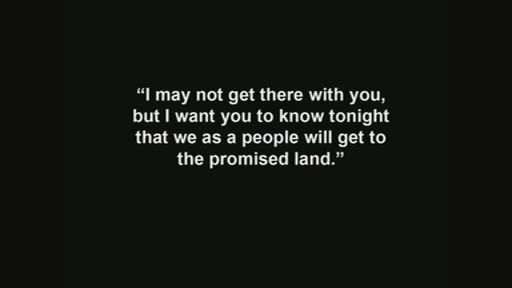 “I may not get there with you,
but I want you to know tonight
that we as a people will get to
the promised land.”